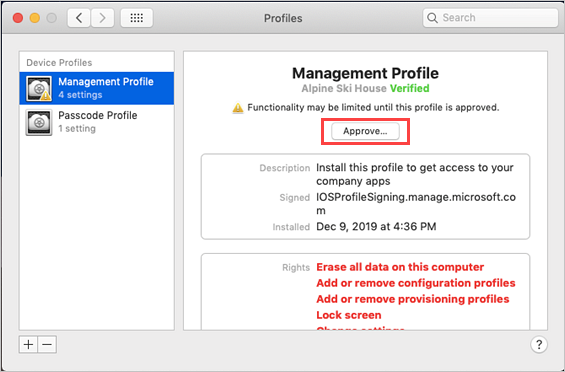 Profiles
Search
Device Profiles
Management Profile
4 settings
Passcode Profile
1 setting
Management Profile
Alpine Ski House Verified
Functionality may be limited until this profile is approved.
Approve...
Description Install this profile to get access to your
company apps
Signed IOSProfileSigning.manage.microsoft.co
m
Installed Dec 9, 2019 at 4:36 PM
Rights Erase all data on this computer
Add or remove configuration profiles
Add or remove provisioning profiles
Lock screen
Change settings
?